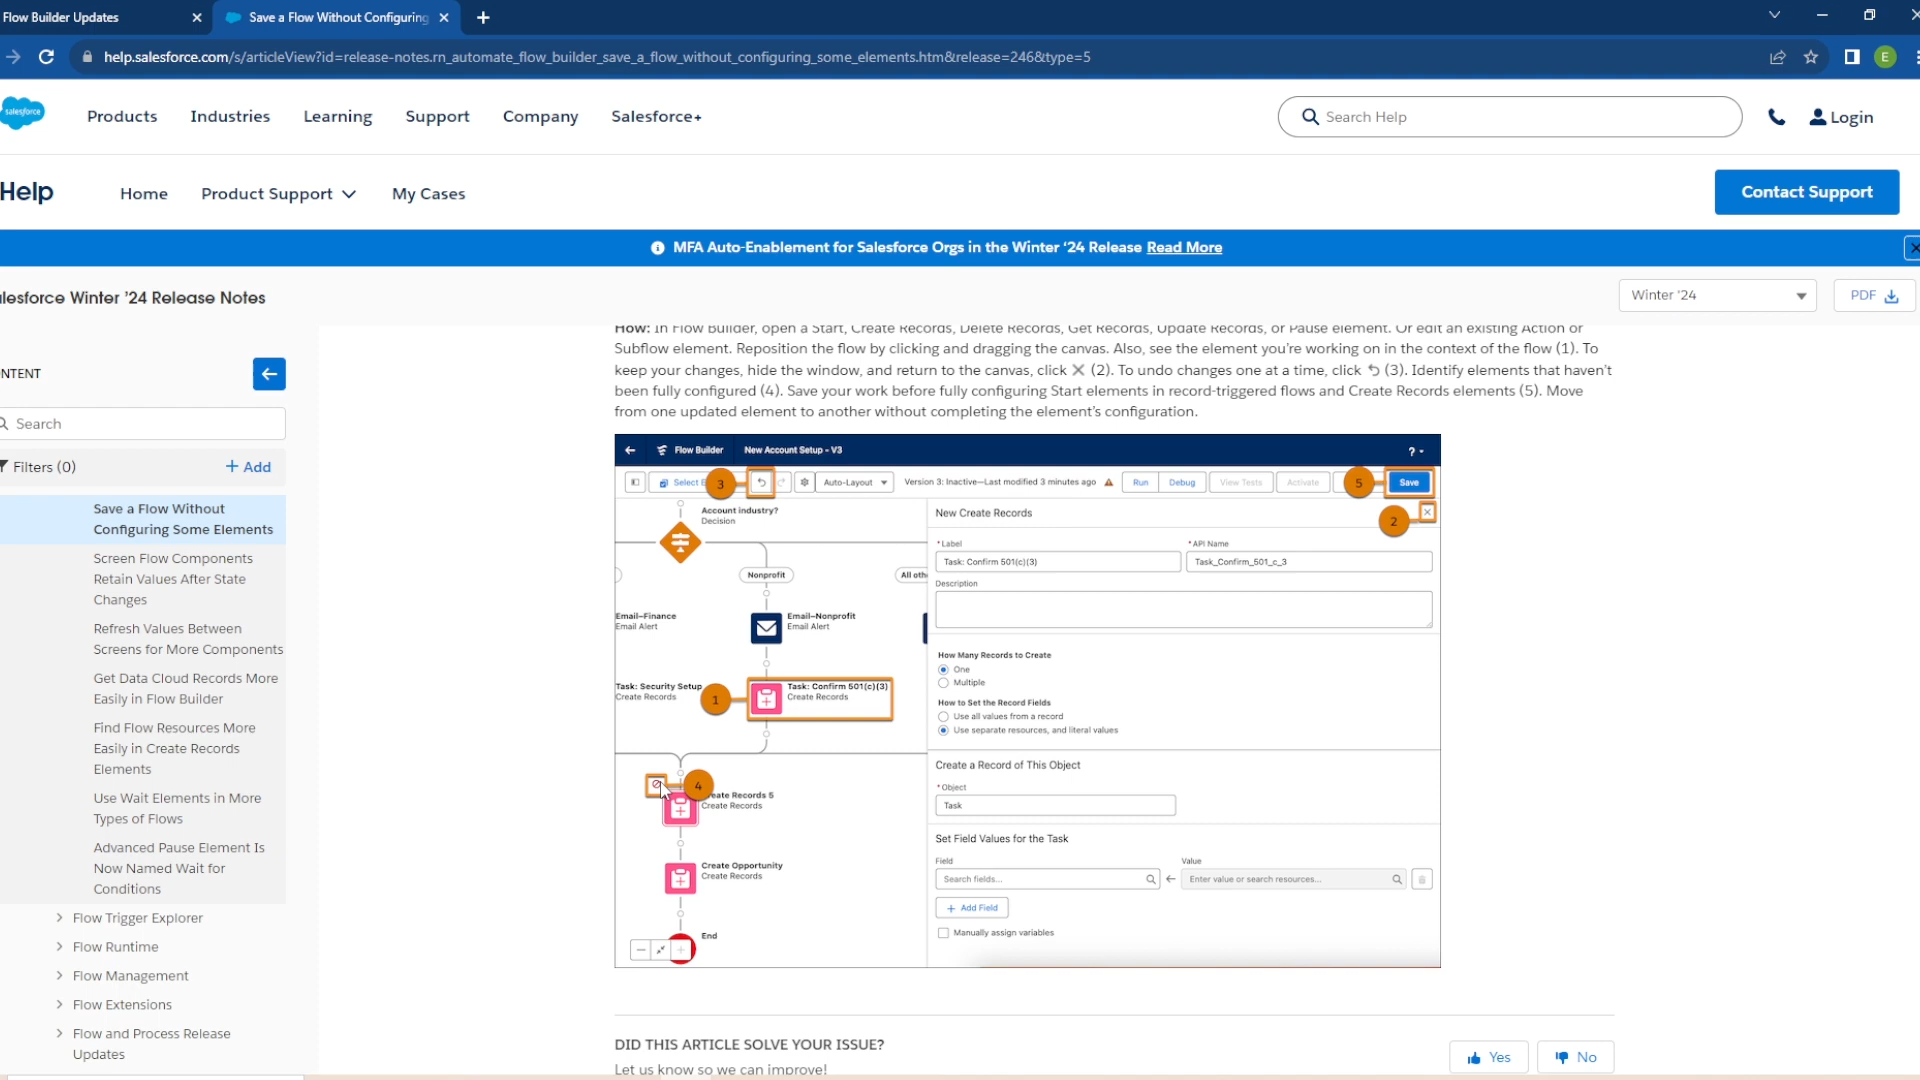 Flow Builder Updates
Save a Flow Without Configuring
help.salesforce.com/s/articleView?id=release-notes.rn_automate_flow_builder_save_a_flow_without_configuring_some_elements.htm&release=246&type=5
E
salesforce
Products Industries Learning Support Company Salesforce+
Search Help
Login
Help
Home Product Support My Cases
Contact Support
MFA Auto-Enablement for Salesforce Orgs in the Winter '24 Release Read More
lesforce Winter '24 Release Notes
Winter '24
PDF
NTENT
Search
Filters (0)
+ Add
Save a Flow Without
Configuring Some Elements
Screen Flow Components
Retain Values After State
Changes
Refresh Values Between
Screens for More Components
Get Data Cloud Records More
Easily in Flow Builder
Find Flow Resources More
Easily in Create Records
Elements
Use Wait Elements in More
Types of Flows
Advanced Pause Element Is
Now Named Wait for
Conditions
Flow Trigger Explorer
Flow Runtime
Flow Management
Flow Extensions
Flow and Process Release
Updates
How: In Flow Builder, open a Start, Create Records, Delete Records, Get Records, Update Records, or Pause element. Or edit an existing Action or
Subflow element. Reposition the flow by clicking and dragging the canvas. Also, see the element you're working on in the context of the flow (1). To
keep your changes, hide the window, and return to the canvas, click ✕ (2). To undo changes one at a time, click ↶ (3). Identify elements that haven't
been fully configured (4). Save your work before fully configuring Start elements in record-triggered flows and Create Records elements (5). Move
from one updated element to another without completing the element's configuration.
Flow Builder New Account Setup - V3
?
Select E
3
Auto-Layout
Version 3: Inactive—Last modified 3 minutes ago
Run Debug View Tests Activate
5
Save
Account industry?
Decision
Nonprofit
All oth
Email–Finance
Email Alert
Email–Nonprofit
Email Alert
Task: Security Setup
Create Records
1
Task: Confirm 501(c)(3)
Create Records
4
eate Records 5
Create Records
Create Opportunity
Create Records
End
New Create Records
2
* Label
Task: Confirm 501(c)(3)
* API Name
Task_Confirm_501_c_3
Description
How Many Records to Create
One
Multiple
How to Set the Record Fields
Use all values from a record
Use separate resources, and literal values
Create a Record of This Object
* Object
Task
Set Field Values for the Task
Field
Value
Search fields...
Enter value or search resources...
+ Add Field
Manually assign variables
DID THIS ARTICLE SOLVE YOUR ISSUE?
Let us know so we can improve!
Yes
No